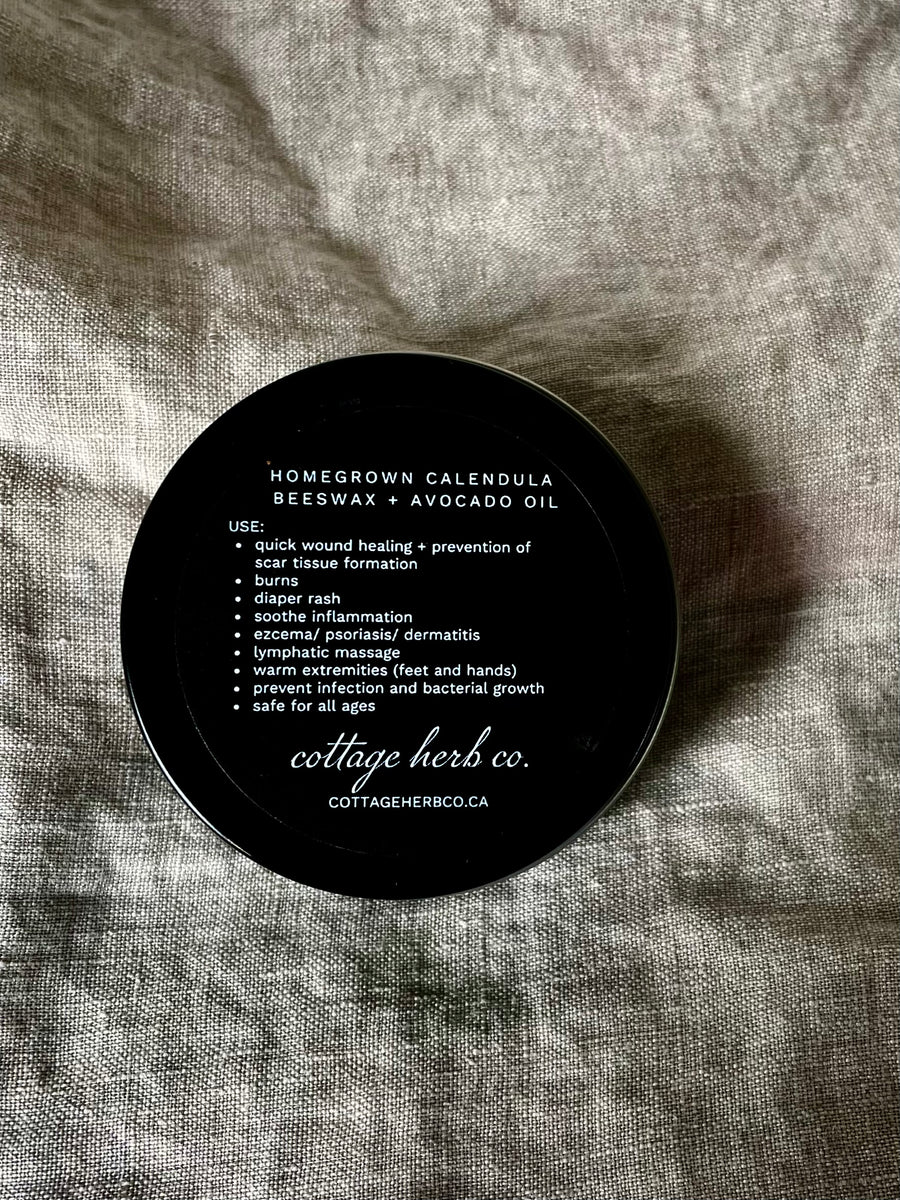 HOMEGROWN CALENDULA
BEESWAX + AVOCADO OIL
USE:
• quick wound healing + prevention of
scar tissue formation
• burns
• diaper rash
• soothe inflammation
• ezcema/ psoriasis/ dermatitis
• lymphatic massage
• warm extremities (feet and hands)
• prevent infection and bacterial growth
• safe for all ages
cottage herb co.
COTTAGEHERBCO.CA